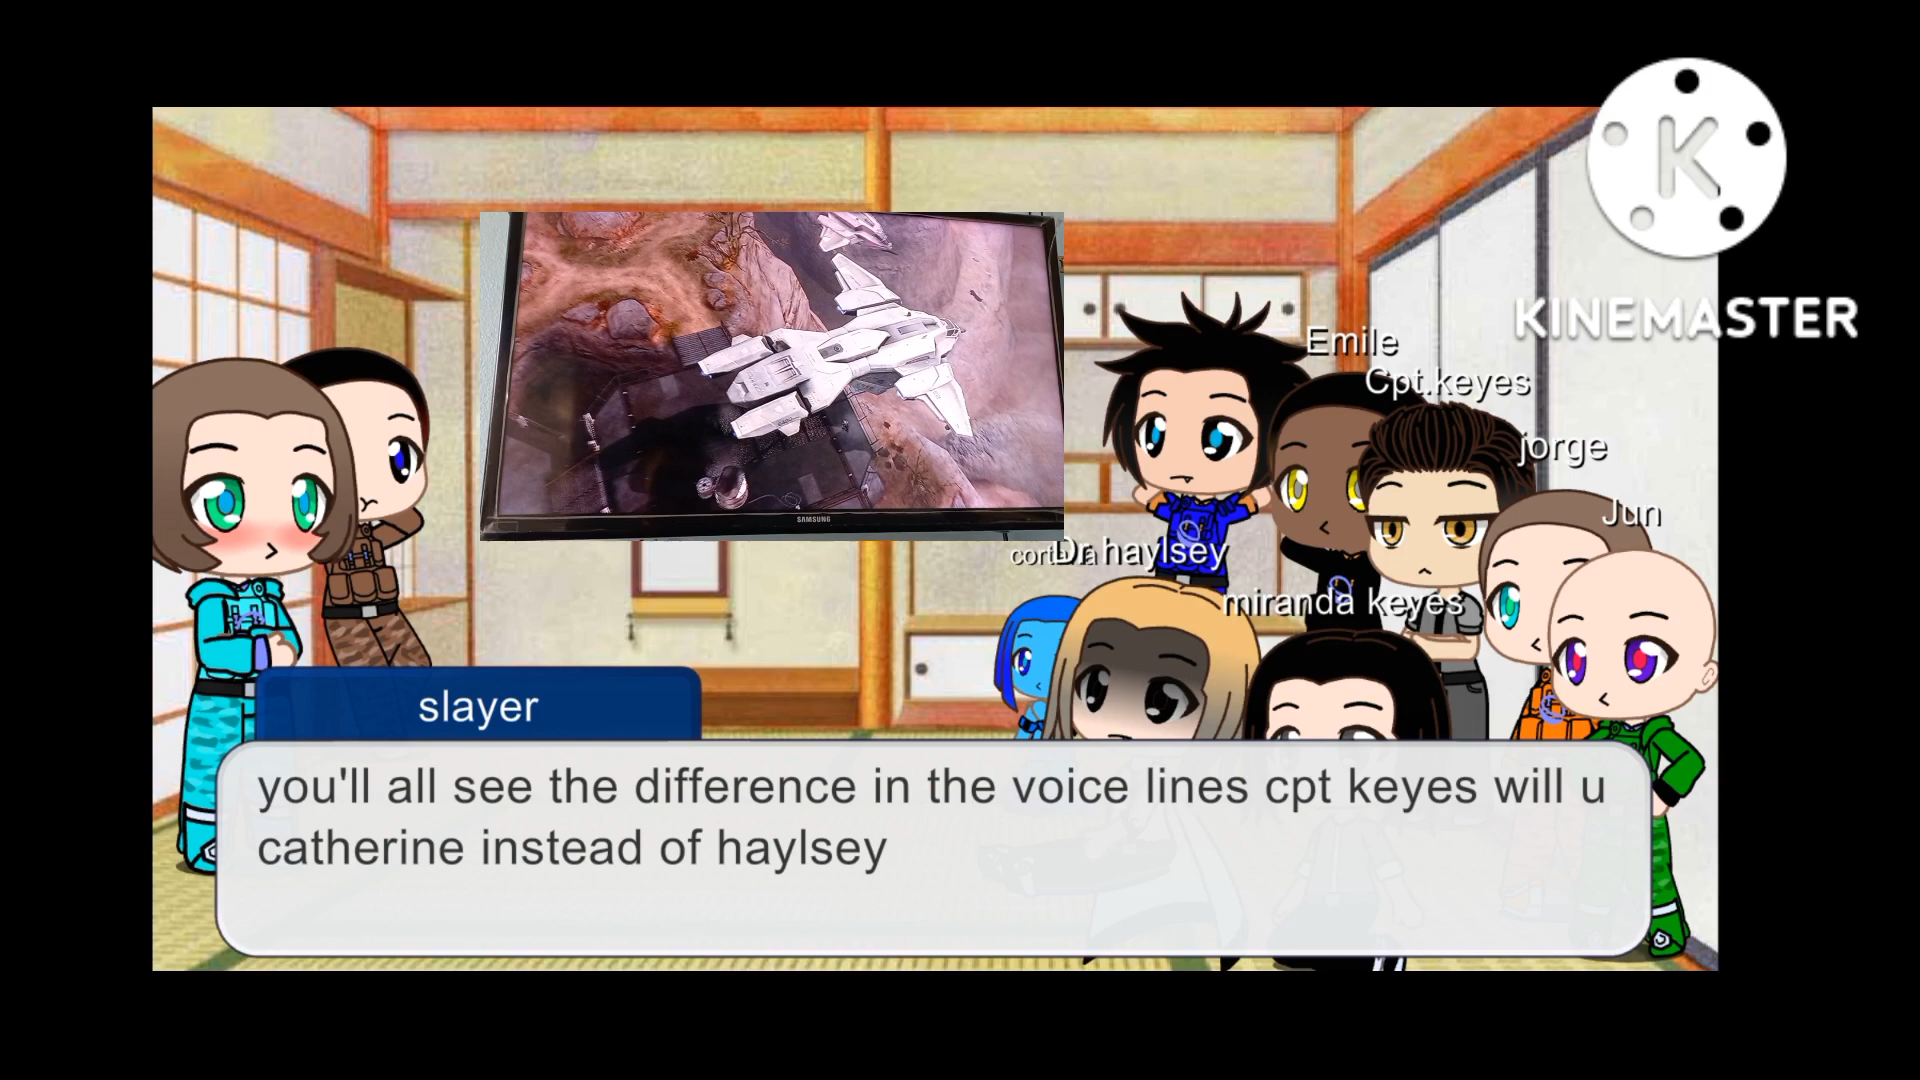 K
KINEMASTER
Emile
Cpt.keyes
jorge
Jun
SAMSUNG
Dr.haylsey
miranda keyes
slayer
you'll all see the difference in the voice lines cpt keyes will u
catherine instead of haylsey